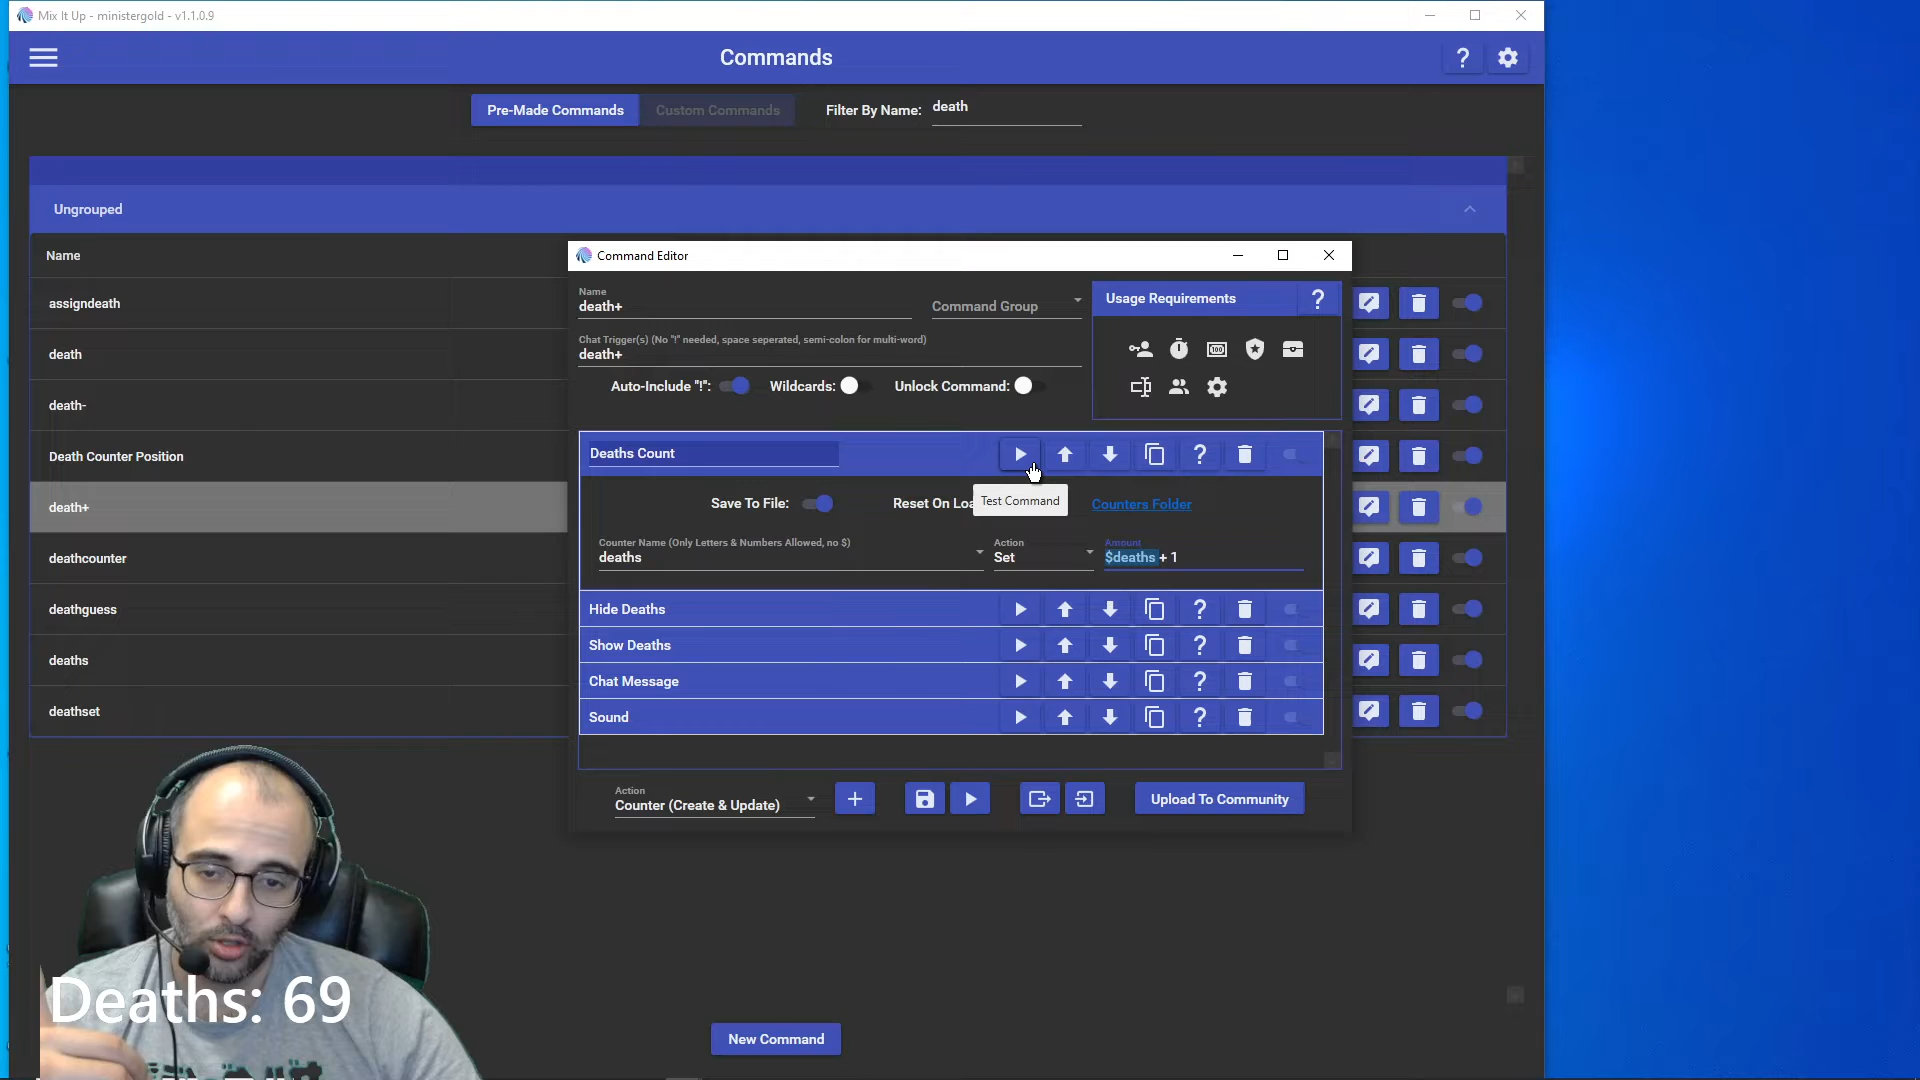 Mix It Up - ministergold - v1.1.0.9
Commands
?
Pre-Made Commands
Custom Commands
Filter By Name:
death
Ungrouped
Name
assigndeath
death
death-
Death Counter Position
death+
deathcounter
deathguess
deaths
deathset
Command Editor
Name
death+
Command Group
Usage Requirements
?
Chat Trigger(s) (No "!" needed, space seperated, semi-colon for multi-word)
death+
Auto-Include "!":
Wildcards:
Unlock Command:
100
Deaths Count
?
Save To File:
Reset On Loa
Test Command
Counters Folder
Counter Name (Only Letters & Numbers Allowed, no $)
deaths
Action
Set
Amount
$deaths + 1
Hide Deaths
?
Show Deaths
?
Chat Message
?
Sound
?
Action
Counter (Create & Update)
Upload To Community
Deaths: 69
New Command